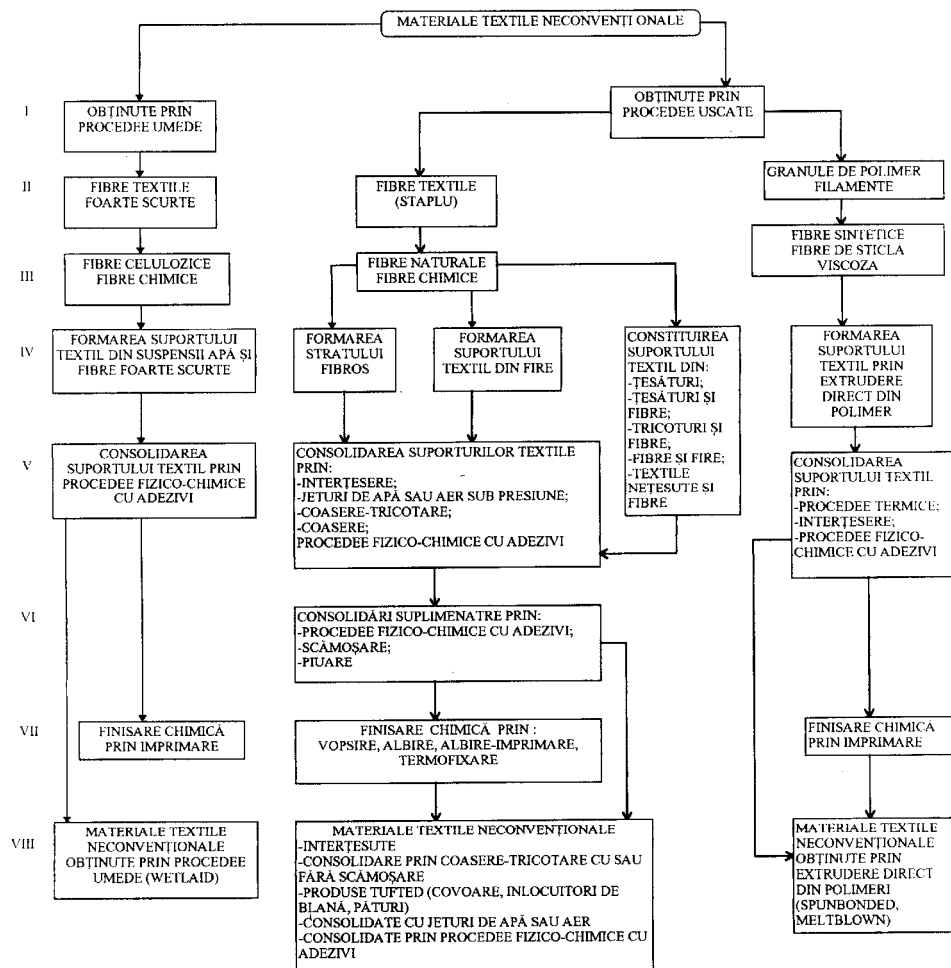 MATERIALE TEXTILE NECONVENȚI ONALE
I
OBȚINUTE PRIN
PROCEDEE UMEDE
OBȚINUTE PRIN
PROCEDEE USCATE
II
FIBRE TEXTILE
FOARTE SCURTE
FIBRE TEXTILE
(STAPLU)
GRANULE DE POLIMER
FILAMENTE
III
FIBRE CELULOZICE
FIBRE CHIMICE
FIBRE NATURALE
FIBRE CHIMICE
FIBRE SINTETICE
FIBRE DE STICLA
VISCOZA
IV
FORMAREA SUPORTULUI
TEXTIL DIN SUSPENSII APĂ ȘI
FIBRE FOARTE SCURTE
FORMAREA
STRATULUI
FIBROS
FORMAREA
SUPORTULUI
TEXTIL DIN FIRE
CONSTITUIREA
SUPORTULUI
TEXTIL DIN:
-ȚESĂTURI;
-ȚESĂTURI ȘI
FIBRE;
-TRICOTURI ȘI
FIBRE;
-FIBRE ȘI FIRE;
-TEXTILE
NEȚESUTE ȘI
FIBRE
FORMAREA
SUPORTULUI
TEXTIL PRIN
EXTRUDERE
DIRECT DIN
POLIMER
V
CONSOLIDAREA
SUPORTULUI TEXTIL PRIN
PROCEDEE FIZICO-CHIMICE
CU ADEZIVI
CONSOLIDAREA SUPORTURILOR TEXTILE
PRIN:
-INTERȚESERE;
-JETURI DE APĂ SAU AER SUB PRESIUNE;
-COASERE-TRICOTARE;
-COASERE;
PROCEDEE FIZICO-CHIMICE CU ADEZIVI
CONSOLIDAREA
SUPORTULUI TEXTIL
PRIN:
-PROCEDEE TERMICE;
-INTERȚESERE;
-PROCEDEE FIZICO-
CHIMICE CU ADEZIVI
VI
CONSOLIDĂRI SUPLIMENATRE PRIN:
-PROCEDEE FIZICO-CHIMICE CU ADEZIVI;
-SCĂMOȘARE;
-PIUARE
VII
FINISARE CHIMICĂ
PRIN IMPRIMARE
FINISARE CHIMICĂ PRIN :
VOPSIRE, ALBIRE, ALBIRE-IMPRIMARE,
TERMOFIXARE
FINISARE CHIMICĂ
PRIN IMPRIMARE
VIII
MATERIALE TEXTILE
NECONVENȚIONALE
OBȚINUTE PRIN PROCEDEE
UMEDE (WETLAID)
MATERIALE TEXTILE NECONVENȚIONALE
-INTERȚESUTE
-CONSOLIDARE PRIN COASERE-TRICOTARE CU SAU
FĂRĂ SCĂMOȘARE
-PRODUSE TUFTED (COVOARE, INLOCUITORI DE
BLANĂ, PĂTURI)
-CONSOLIDATE CU JETURI DE APĂ SAU AER
-CONSOLIDATE PRIN PROCEDEE FIZICO-CHIMICE CU
ADEZIVI
MATERIALE TEXTILE
NECONVENȚIONALE
OBȚINUTE PRIN
EXTRUDERE DIRECT
DIN POLIMERI
(SPUNBONDED,
MELTBLOWN)